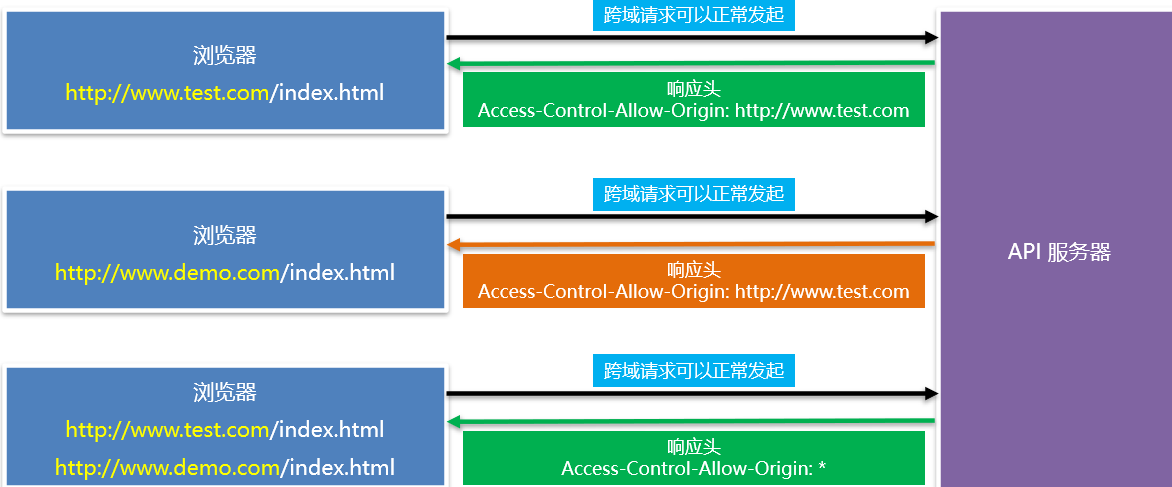 跨域请求可以正常发起
浏览器
http://www.test.com/index.html
响应头
Access-Control-Allow-Origin: http://www.test.com
跨域请求可以正常发起
浏览器
http://www.demo.com/index.html
响应头
Access-Control-Allow-Origin: http://www.test.com
API 服务器
跨域请求可以正常发起
浏览器
http://www.test.com/index.html
http://www.demo.com/index.html
响应头
Access-Control-Allow-Origin: *